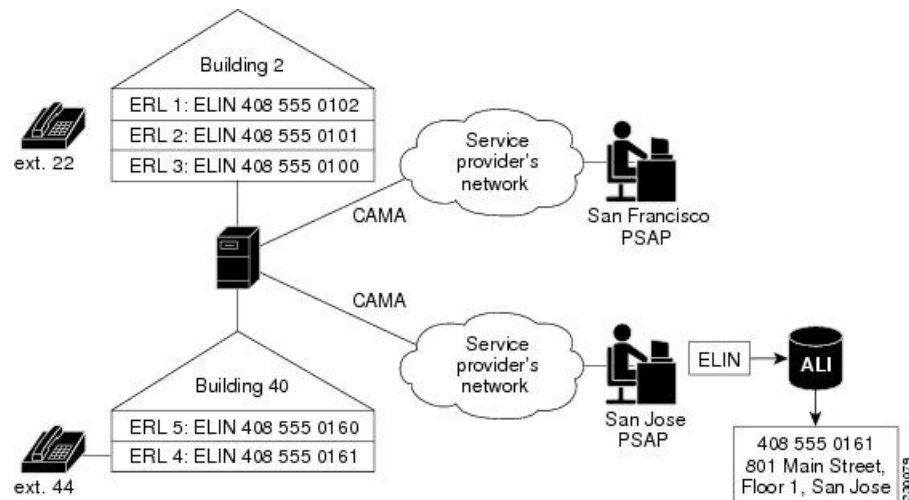 Building 2
ERL 1: ELIN 408 555 0102
ERL 2: ELIN 408 555 0101
ERL 3: ELIN 408 555 0100
ext. 22
Service
provider's
network
CAMA
San Francisco
PSAP
CAMA
Service
provider's
network
San Jose
PSAP
ELIN
ALI
408 555 0161
801 Main Street,
Floor 1, San Jose
Building 40
ERL 5: ELIN 408 555 0160
ERL 4: ELIN 408 555 0161
ext. 44